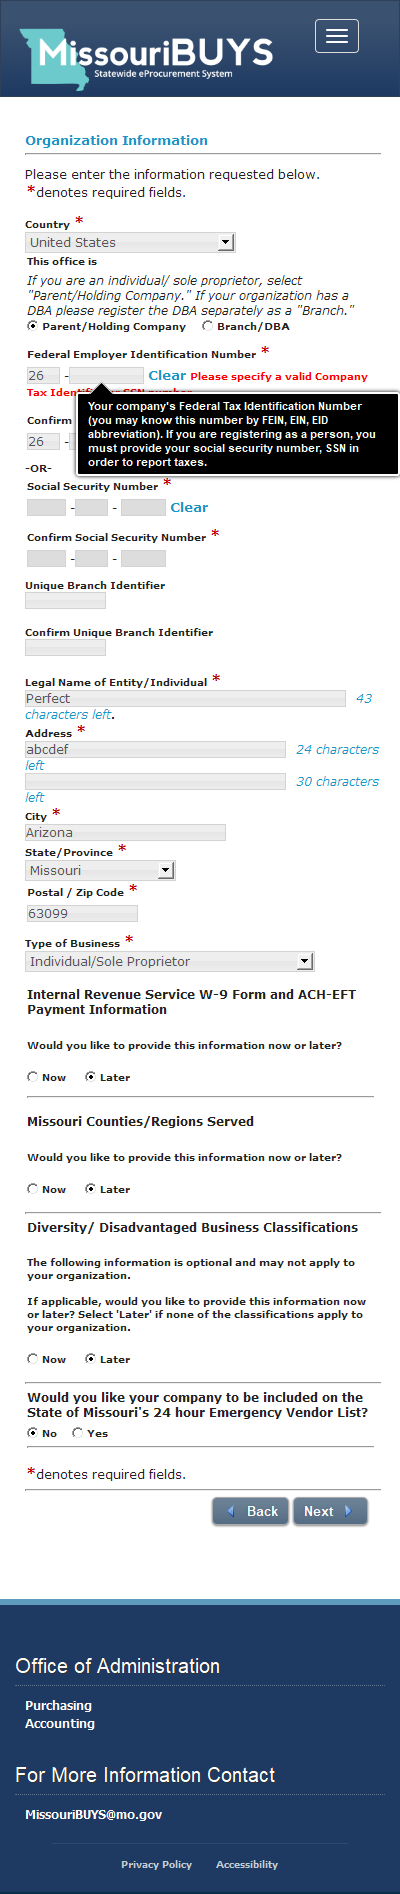 MissouriBUYS
Statewide eProcurement System
Organization Information
Please enter the information requested below.
*denotes required fields.
Country *
United States
This office is
If you are an individual/ sole proprietor, select
"Parent/Holding Company." If your organization has a
DBA please register the DBA separately as a "Branch."
Parent/Holding Company Branch/DBA
Federal Employer Identification Number *
26 - Clear Please specify a valid Company
Your company's Federal Tax Identification Number
(you may know this number by FEIN, EIN, EID
abbreviation). If you are registering as a person, you
must provide your social security number, SSN in
order to report taxes.
Confirm
26 -
-OR-
Social Security Number *
- - Clear
Confirm Social Security Number *
- -
Unique Branch Identifier
Confirm Unique Branch Identifier
Legal Name of Entity/Individual *
Perfect 43
characters left.
Address *
abcdef 24 characters
left
30 characters
left
City *
Arizona
State/Province *
Missouri
Postal / Zip Code *
63099
Type of Business *
Individual/Sole Proprietor
Internal Revenue Service W-9 Form and ACH-EFT
Payment Information
Would you like to provide this information now or later?
Now Later
Missouri Counties/Regions Served
Would you like to provide this information now or later?
Now Later
Diversity/ Disadvantaged Business Classifications
The following information is optional and may not apply to
your organization.
If applicable, would you like to provide this information now
or later? Select 'Later' if none of the classifications apply to
your organization.
Now Later
Would you like your company to be included on the
State of Missouri's 24 hour Emergency Vendor List?
No Yes
*denotes required fields.
Back Next
Office of Administration
Purchasing
Accounting
For More Information Contact
MissouriBUYS@mo.gov
Privacy Policy Accessibility